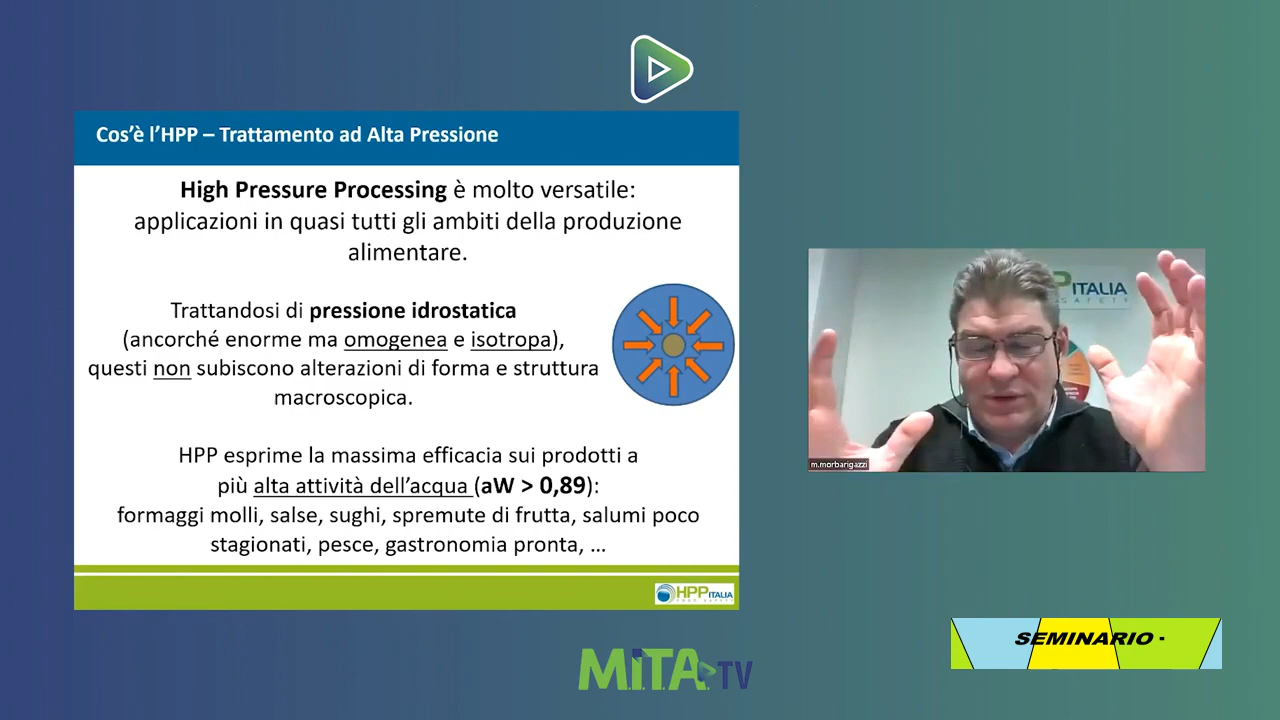 Cos'è l'HPP – Trattamento ad Alta Pressione
High Pressure Processing è molto versatile:
applicazioni in quasi tutti gli ambiti della produzione
alimentare.
Trattandosi di pressione idrostatica
(ancorché enorme ma omogenea e isotropa),
questi non subiscono alterazioni di forma e struttura
macroscopica.
HPP esprime la massima efficacia sui prodotti a
più alta attività dell'acqua (aW > 0,89):
formaggi molli, salse, sughi, spremute di frutta, salumi poco
stagionati, pesce, gastronomia pronta, ...
HPP ITALIA
FOOD SAFETY
P ITALIA
SAFETY
m.morbarigazzi
SEMINARIO -
M.I.T.A. TV